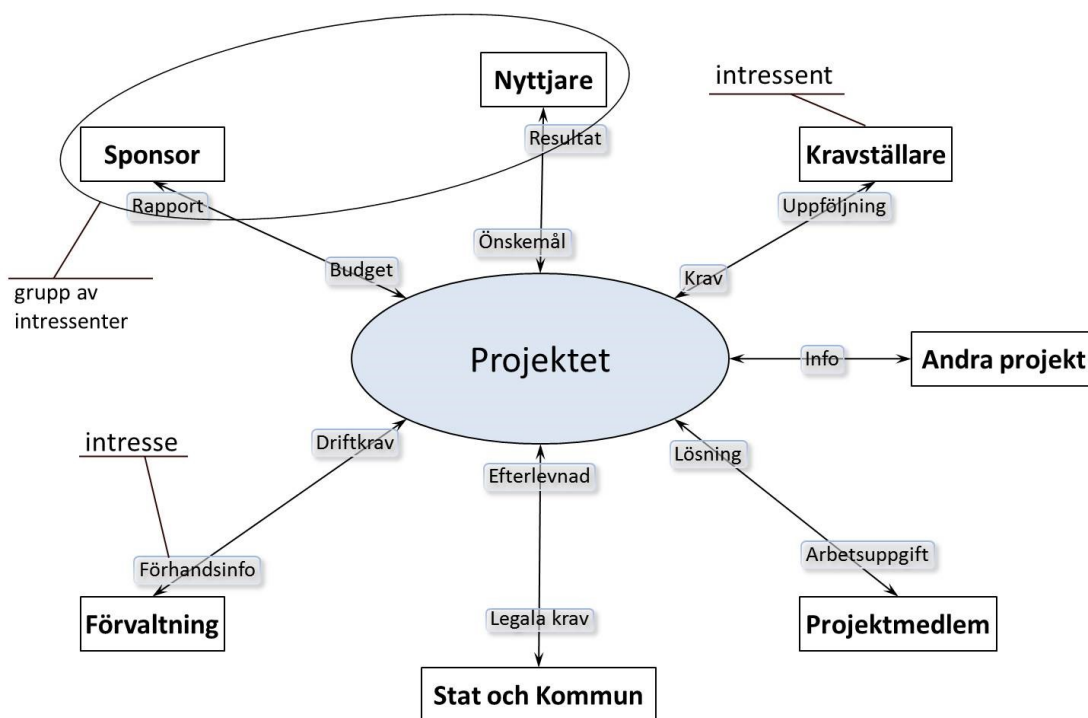 Nyttjare
intressent
Resultat
Sponsor
Kravställare
Rapport
Uppföljning
Önskemål
Budget
Krav
grupp av
intressenter
Projektet
Info
Andra projekt
intresse
Driftkrav
Lösning
Efterlevnad
Förhandsinfo
Arbetsuppgift
Förvaltning
Legala krav
Projektmedlem
Stat och Kommun